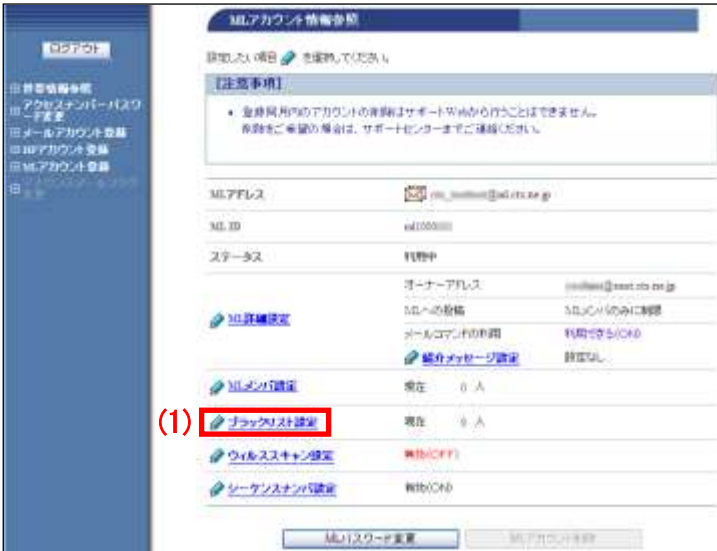 MLアカウント情報参照
ログアウト
設定したい項目 を選択してください。
【注意事項】
登録費用内のアカウントの削除はサポートWebから行うことはできません。
削除をご希望の場合は、サポートセンターまでご連絡ください。
アクセスナンバーパスワード変更
メールアカウント登録
HPアカウント登録
MLアカウント登録
MLアドレス
ML ID
ステータス
利用中
オーナーアドレス
ML詳細設定
MLへの投稿
MLメンバのみに制限
メールコマンドの利用
利用できる(ON)
紹介メッセージ設定
設定なし
MLメンバ設定
現在 0 人
(1)
ブラックリスト設定
現在 0 人
ウィルススキャン設定
無効(OFF)
シーケンスナンバ設定
有効(ON)
MLパスワード変更
MLアカウント削除